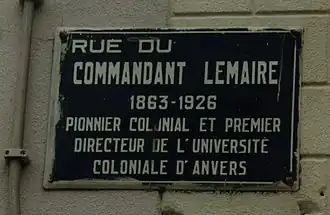 RUE DU
COMMANDANT LEMAIRE
1863-1926
PIONNIER COLONIAL ET PREMIER
DIRECTEUR DE L'UNIVERSITÉ
COLONIALE D'ANVERS